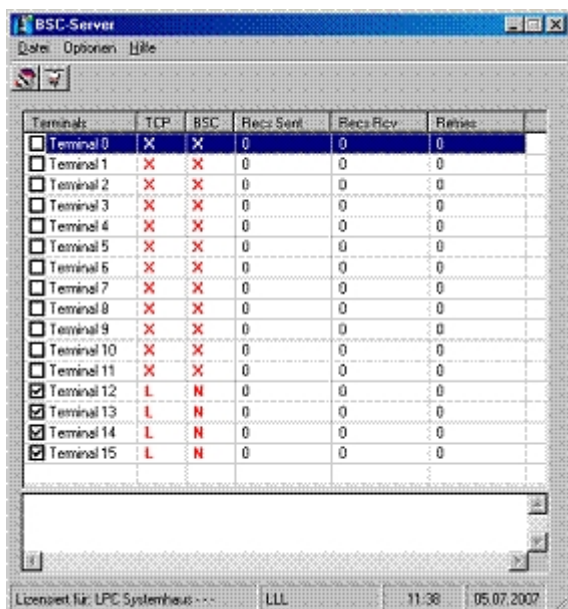 BSC-Server
Datei Optionen Hilfe
Terminals TCP BSC Recs Sent Recs Rcv Retries
Terminal 0 X X 0 0 0
Terminal 1 X X 0 0 0
Terminal 2 X X 0 0 0
Terminal 3 X X 0 0 0
Terminal 4 X X 0 0 0
Terminal 5 X X 0 0 0
Terminal 6 X X 0 0 0
Terminal 7 X X 0 0 0
Terminal 8 X X 0 0 0
Terminal 9 X X 0 0 0
Terminal 10 X X 0 0 0
Terminal 11 X X 0 0 0
Terminal 12 L N 0 0 0
Terminal 13 L N 0 0 0
Terminal 14 L N 0 0 0
Terminal 15 L N 0 0 0
Lizensiert für: LPC Systemhaus - - - LLL 11:38 05.07.2007